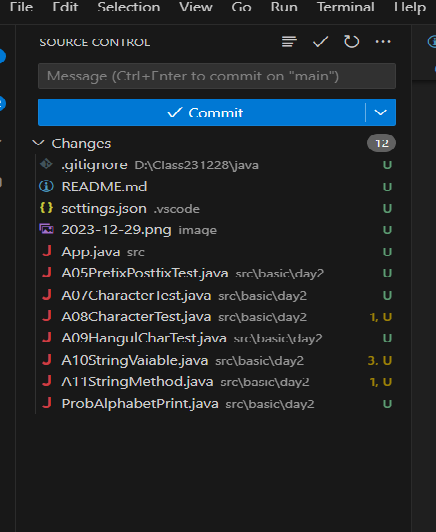 File Edit Selection View Go Run Terminal Help
SOURCE CONTROL
Message (Ctrl+Enter to commit on "main")
Commit
Changes 12
.gitignore D:\Class231228\java U
README.md U
{} settings.json .vscode U
2023-12-29.png image U
J App.java src U
J A05PrefixPostfixTest.java src\basic\day2 U
J A07CharacterTest.java src\basic\day2 U
J A08CharacterTest.java src\basic\day2 1, U
J A09HangulCharTest.java src\basic\day2 U
J A10StringVaiable.java src\basic\day2 3, U
J A11StringMethod.java src\basic\day2 1, U
J ProbAlphabetPrint.java src\basic\day2 U